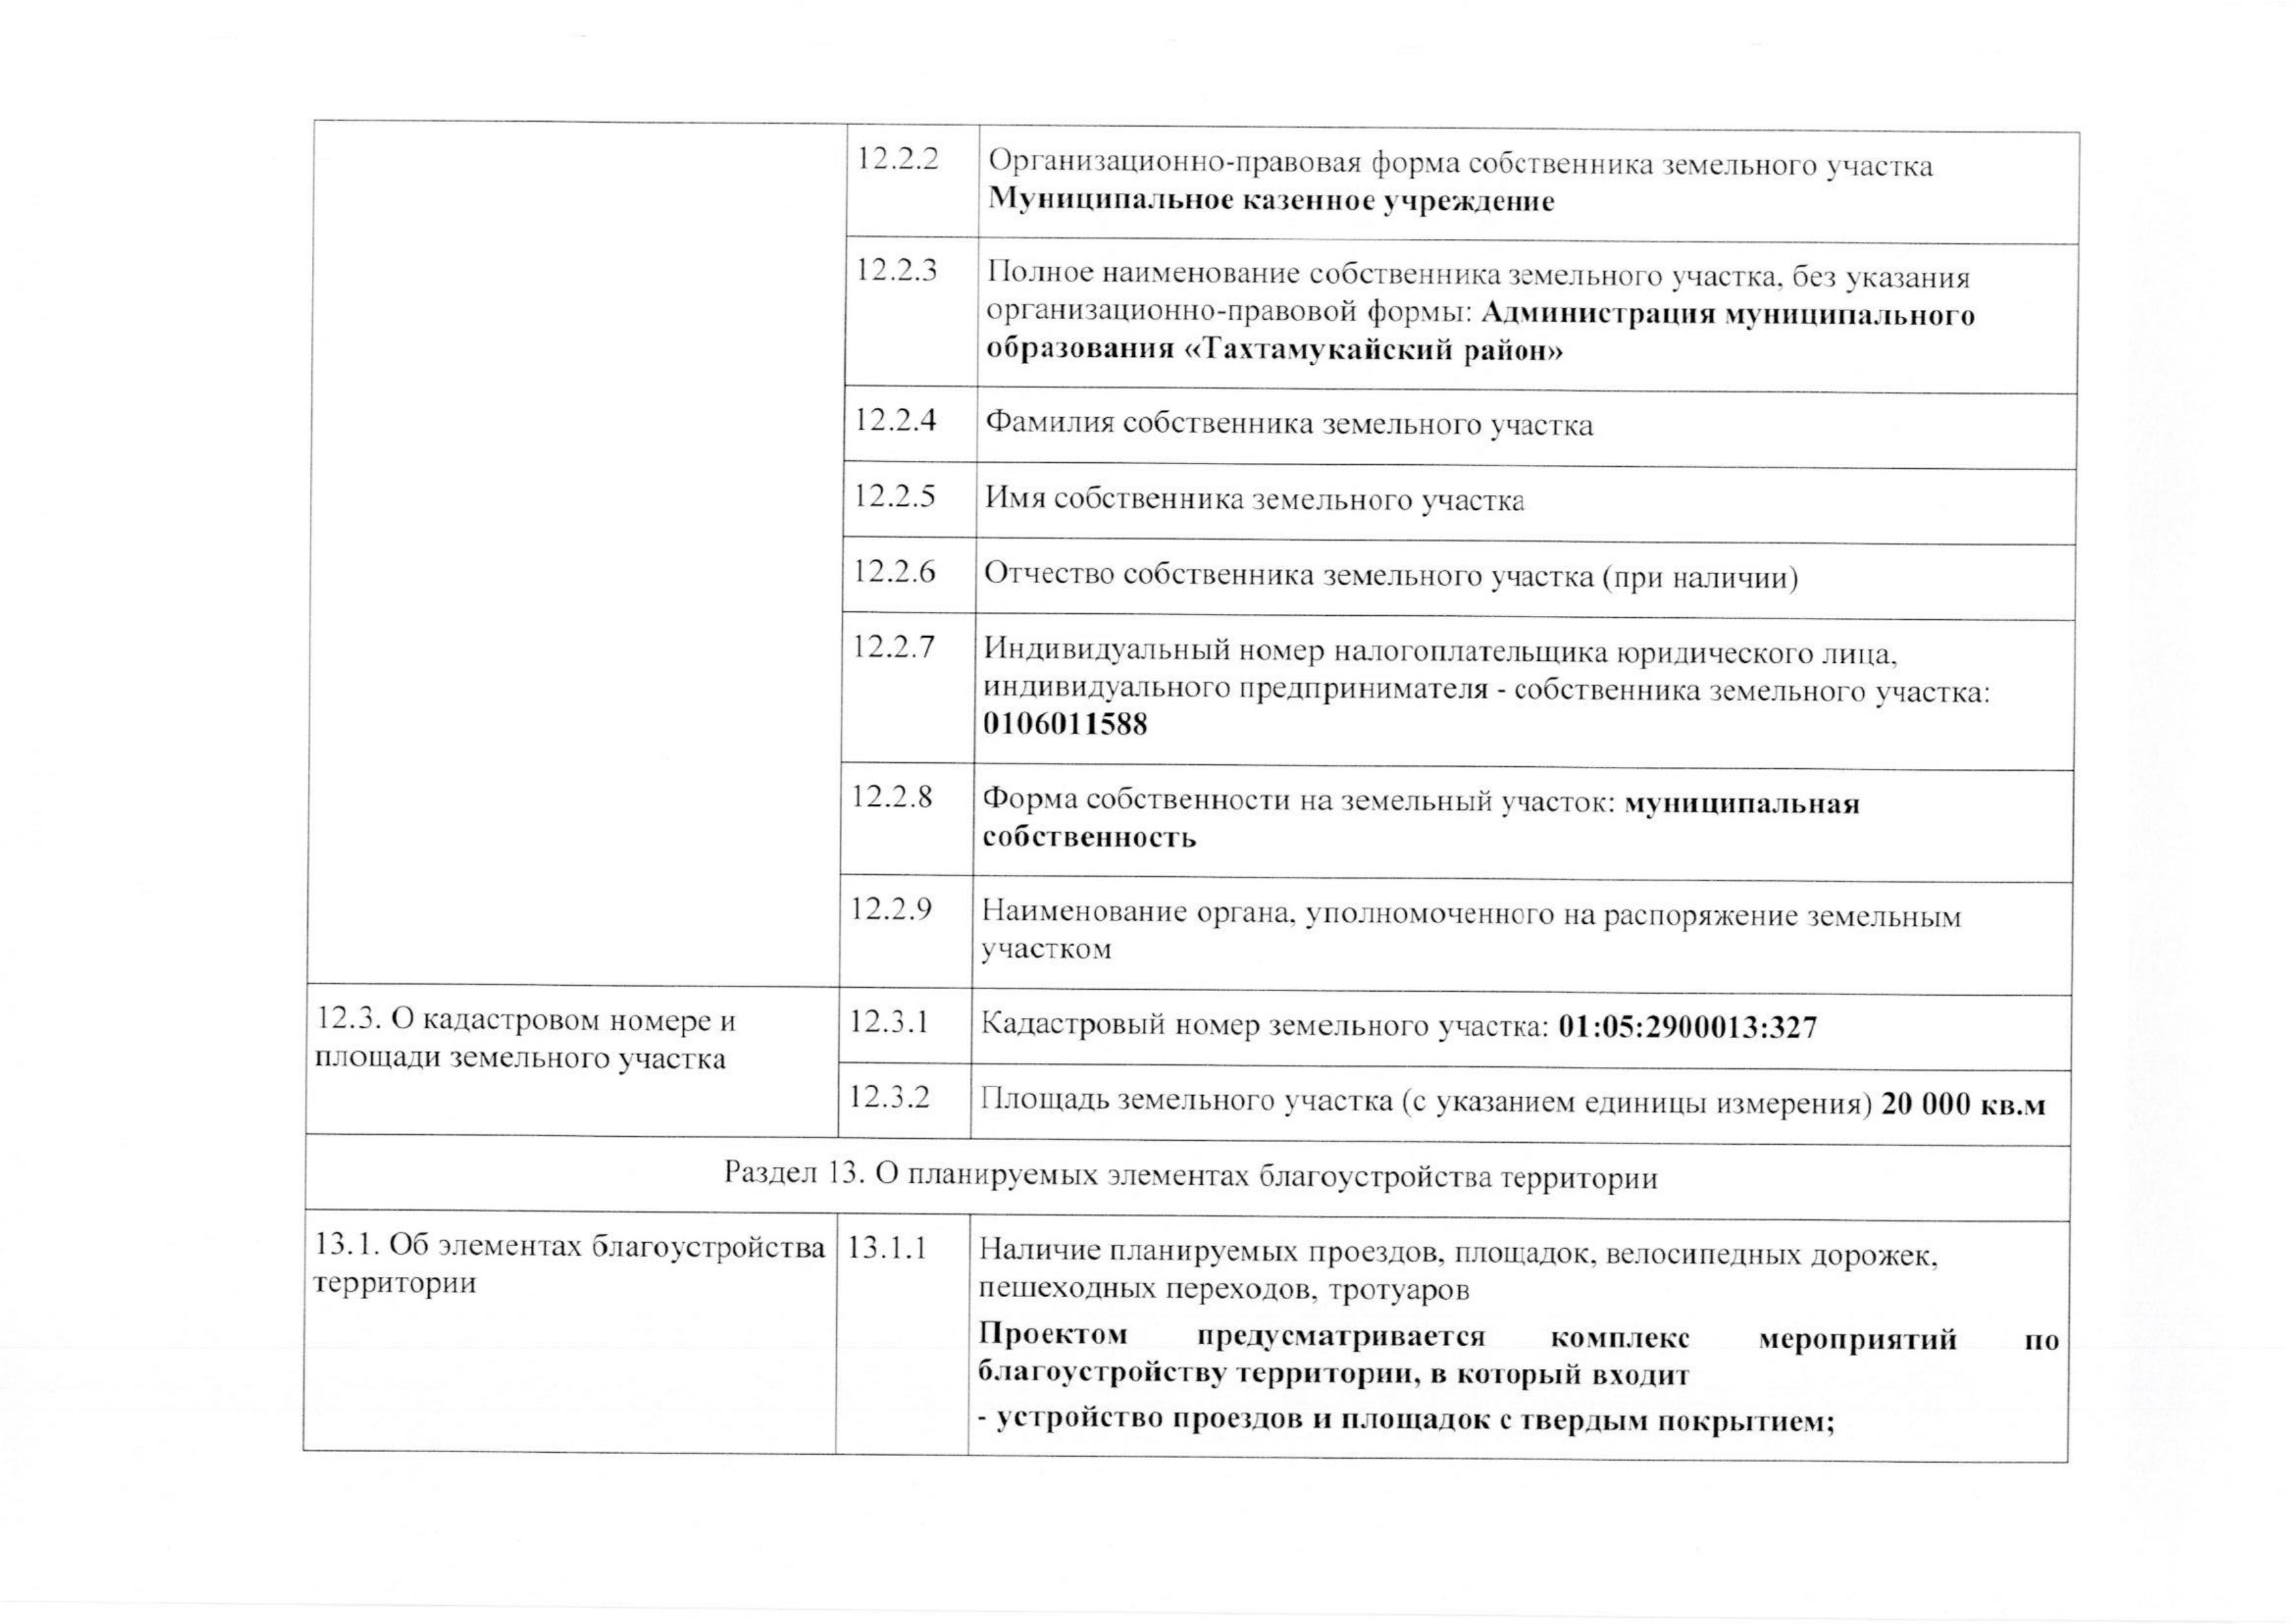 12.2.2
Организационно-правовая форма собственника земельного участка
Муниципальное казенное учреждение
12.2.3
Полное наименование собственника земельного участка, без указания
организационно-правовой формы: Администрация муниципального
образования «Тахтамукайский район»
12.2.4
Фамилия собственника земельного участка
12.2.5
Имя собственника земельного участка
12.2.6
Отчество собственника земельного участка (при наличии)
12.2.7
Индивидуальный номер налогоплательщика юридического лица,
индивидуального предпринимателя - собственника земельного участка:
0106011588
12.2.8
Форма собственности на земельный участок: муниципальная
собственность
12.2.9
Наименование органа, уполномоченного на распоряжение земельным
участком
12.3. О кадастровом номере и
площади земельного участка
12.3.1
Кадастровый номер земельного участка: 01:05:2900013:327
12.3.2
Площадь земельного участка (с указанием единицы измерения) 20 000 кв.м
Раздел 13. О планируемых элементах благоустройства территории
13.1. Об элементах благоустройства
территории
13.1.1
Наличие планируемых проездов, площадок, велосипедных дорожек,
пешеходных переходов, тротуаров
Проектом предусматривается комплекс мероприятий по
благоустройству территории, в который входит
- устройство проездов и площадок с твердым покрытием;